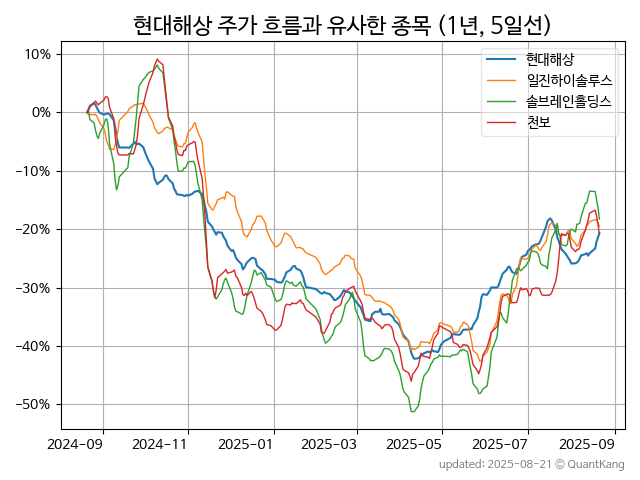 현대해상 주가 흐름과 유사한 종목 (1년, 5일선)
현대해상
일진하이솔루스
솔브레인홀딩스
천보
10%
0%
−10%
−20%
−30%
−40%
−50%
2024-09 2024-11 2025-01 2025-03 2025-05 2025-07 2025-09
updated: 2025-08-21 © QuantKang